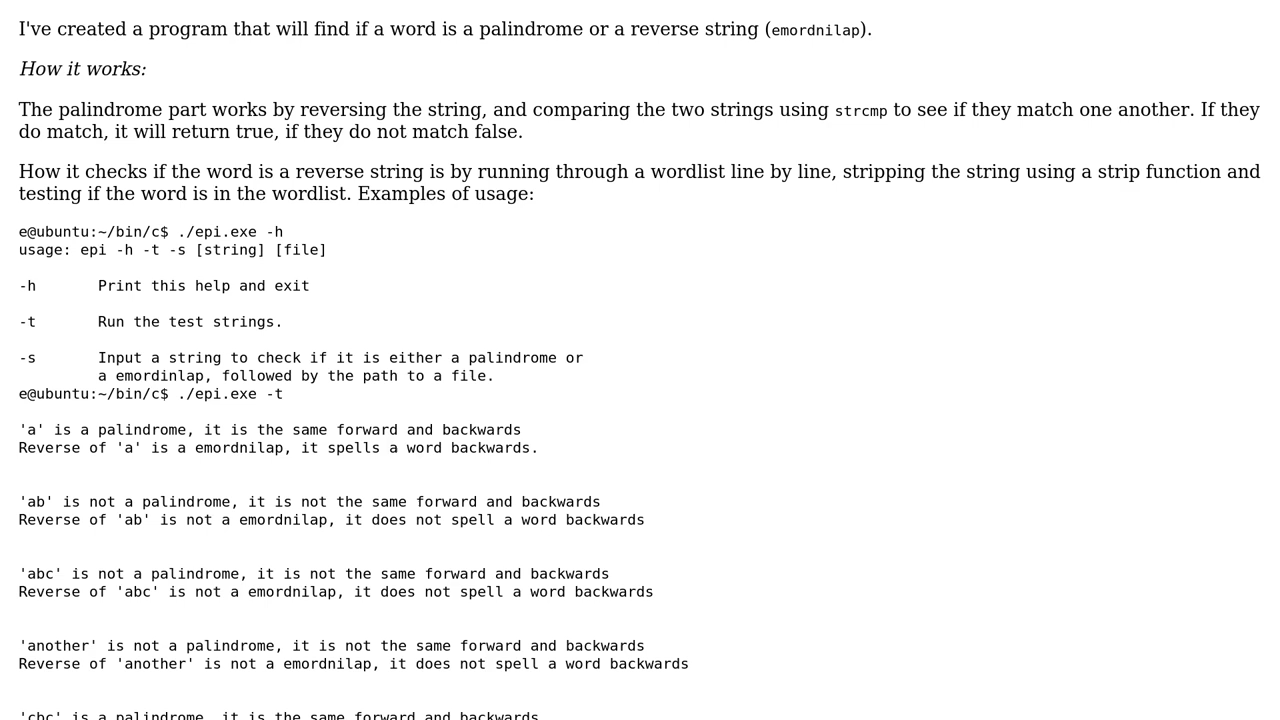 I've created a program that will find if a word is a palindrome or a reverse string (emordnilap).
How it works:
The palindrome part works by reversing the string, and comparing the two strings using strcmp to see if they match one another. If they
do match, it will return true, if they do not match false.
How it checks if the word is a reverse string is by running through a wordlist line by line, stripping the string using a strip function and
testing if the word is in the wordlist. Examples of usage:
e@ubuntu:~/bin/c$ ./epi.exe -h
usage: epi -h -t -s [string] [file]
-h       Print this help and exit
-t       Run the test strings.
-s       Input a string to check if it is either a palindrome or
         a emordinlap, followed by the path to a file.
e@ubuntu:~/bin/c$ ./epi.exe -t
'a' is a palindrome, it is the same forward and backwards
Reverse of 'a' is a emordnilap, it spells a word backwards.
'ab' is not a palindrome, it is not the same forward and backwards
Reverse of 'ab' is not a emordnilap, it does not spell a word backwards
'abc' is not a palindrome, it is not the same forward and backwards
Reverse of 'abc' is not a emordnilap, it does not spell a word backwards
'another' is not a palindrome, it is not the same forward and backwards
Reverse of 'another' is not a emordnilap, it does not spell a word backwards
'cbc' is a palindrome, it is the same forward and backwards